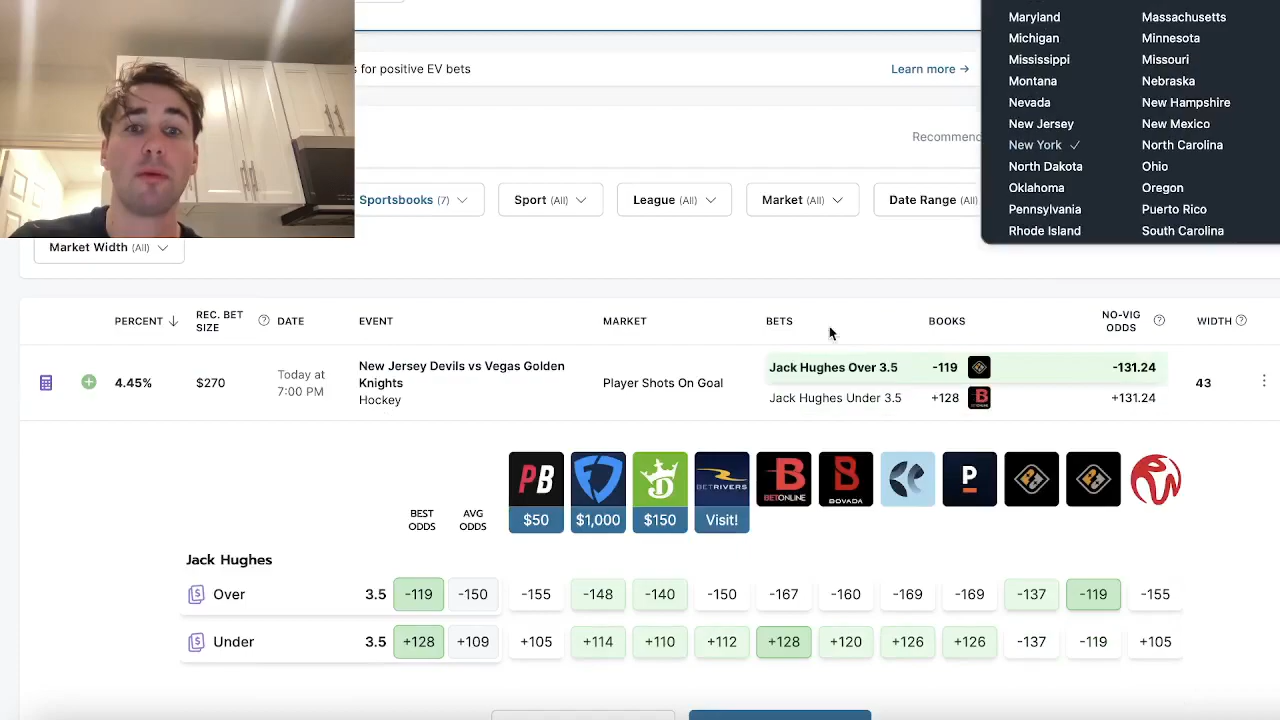 Maryland Massachusetts
Michigan Minnesota
s for positive EV bets Learn more →
Mississippi Missouri
Montana Nebraska
Nevada New Hampshire
New Jersey New Mexico
Recommend
New York ✓ North Carolina
North Dakota Ohio
Oklahoma Oregon
Sportsbooks (7) Sport (All) League (All) Market (All) Date Range (All)
Pennsylvania Puerto Rico
Rhode Island South Carolina
Market Width (All)
PERCENT ↓ REC. BET SIZE ? DATE EVENT MARKET BETS BOOKS NO-VIG ODDS ? WIDTH ?
4.45% $270 Today at 7:00 PM
New Jersey Devils vs Vegas Golden
Knights
Hockey
Player Shots On Goal
Jack Hughes Over 3.5 -119 -131.24
Jack Hughes Under 3.5 +128 B BETONLINE +131.24
43
PB BETRIVERS B BETONLINE B BOVADA P
BEST ODDS AVG ODDS $50 $1,000 $150 Visit!
Jack Hughes
Over 3.5 -119 -150 -155 -148 -140 -150 -167 -160 -169 -169 -137 -119 -155
Under 3.5 +128 +109 +105 +114 +110 +112 +128 +120 +126 +126 -137 -119 +105